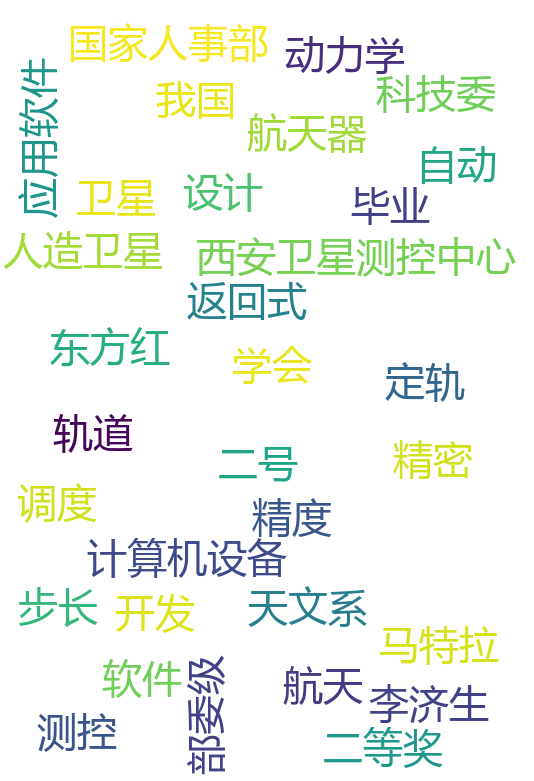 国家人事部
动力学
应用软件
我国
科技委
航天器
自动
卫星
设计
毕业
人造卫星
西安卫星测控中心
返回式
东方红
学会
定轨
轨道
二号
精密
调度
精度
计算机设备
步长
开发
天文系
马特拉
软件
部委级
航天
李济生
测控
二等奖